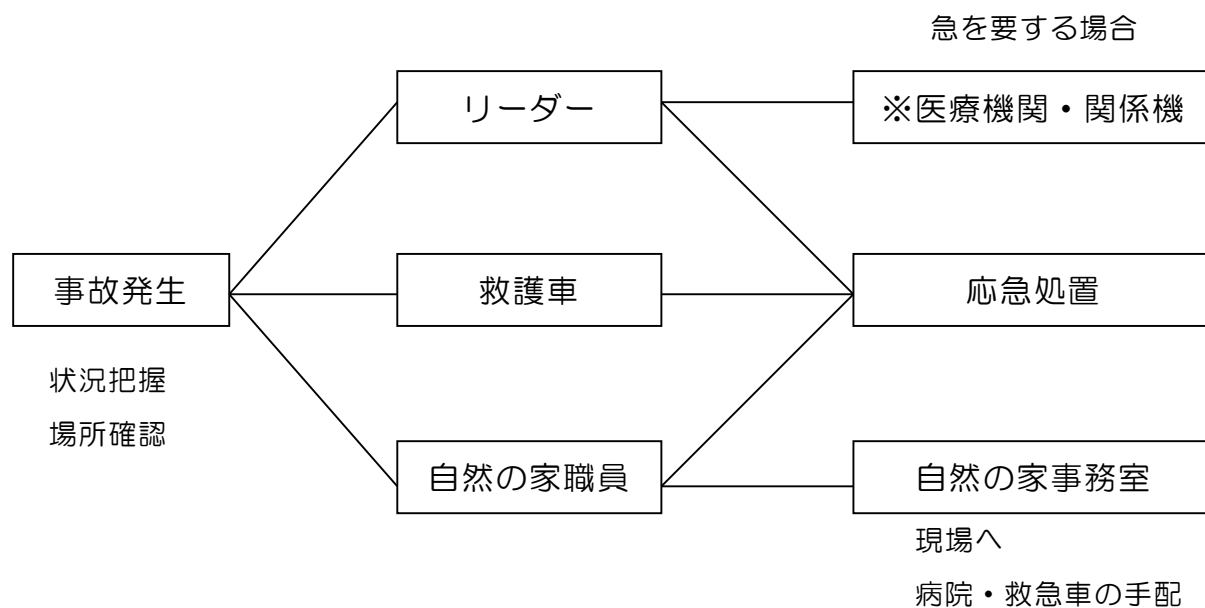 急を要する場合
リーダー
※医療機関・関係機
事故発生
救護車
応急処置
状況把握
場所確認
自然の家職員
自然の家事務室
現場へ
病院・救急車の手配